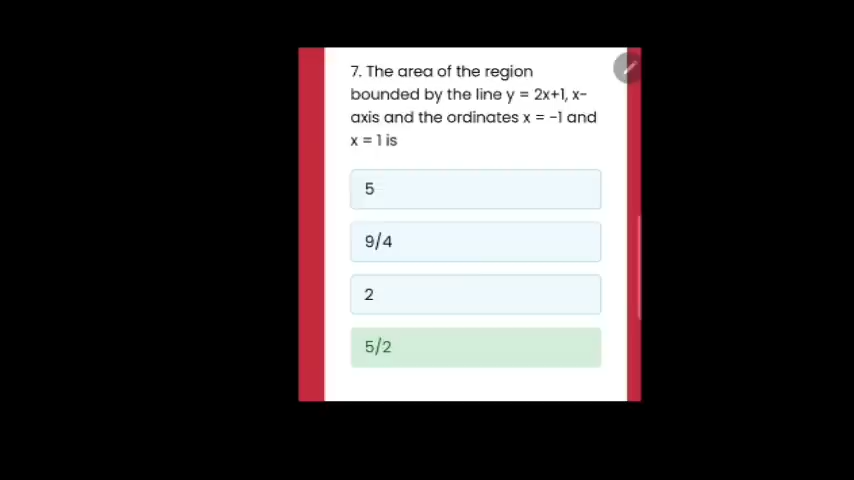 7. The area of the region
bounded by the line y = 2x+1, x-
axis and the ordinates x = -1 and
x = 1 is
5
9/4
2
5/2